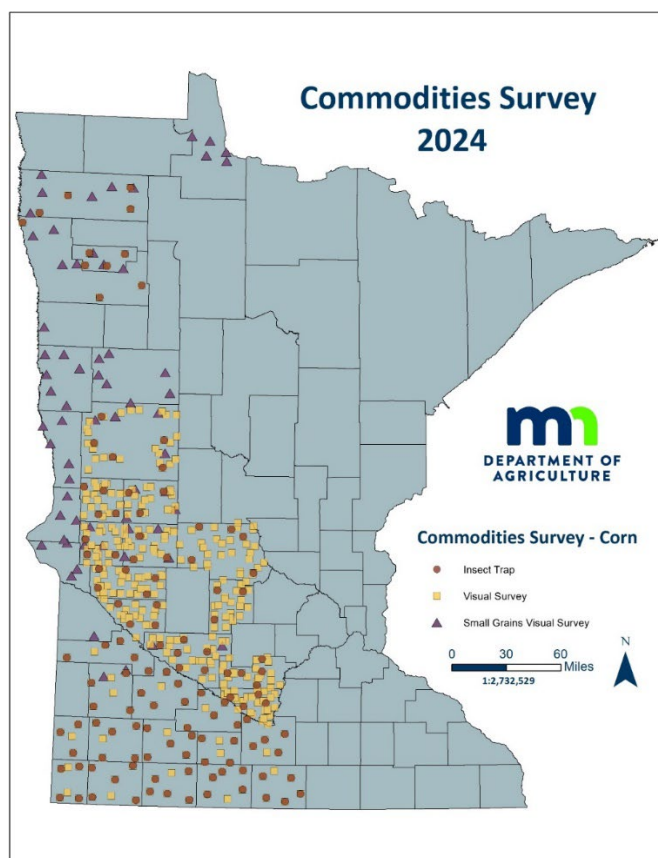 Commodities Survey
2024
DEPARTMENT OF
AGRICULTURE
Commodities Survey - Corn
Insect Trap
Visual Survey
Small Grains Visual Survey
N
0 30 60
Miles
1:2,732,529